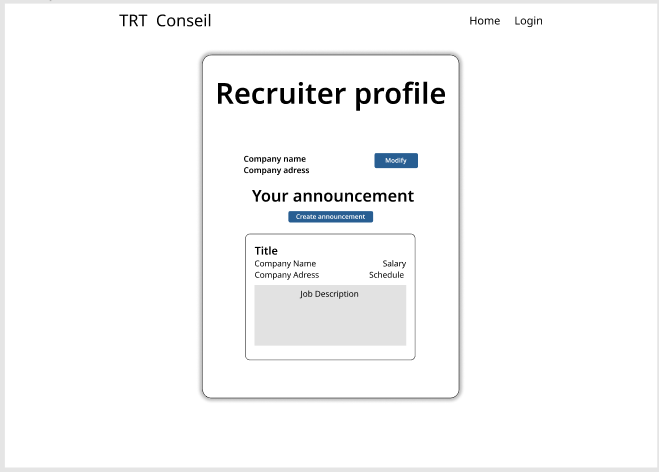 TRT Conseil Home Login
Recruiter profile
Company name Modify
Company adress
Your announcement
Create announcement
Title
Company Name Salary
Company Adress Schedule
Job Description